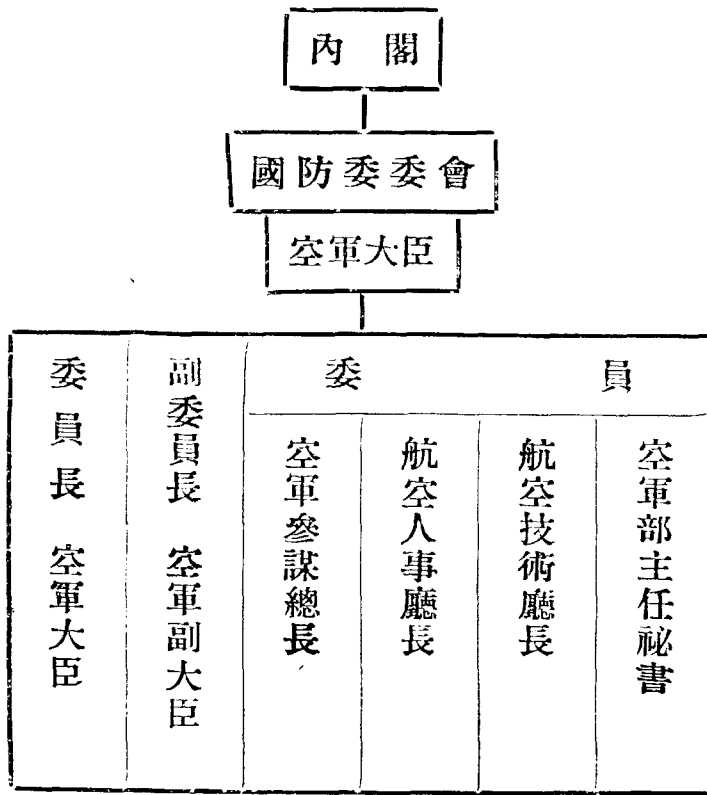 內閣
國防委委會
空軍大臣
委員長 空軍大臣
副委員長 空軍副大臣
委員
空軍參謀總長
航空人事廳長
航空技術廳長
空軍部主任祕書